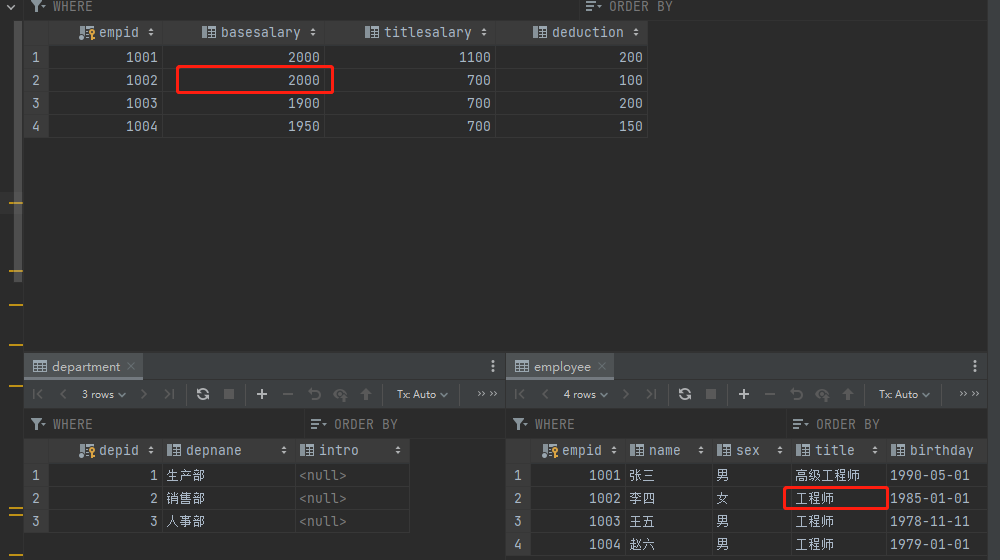 WHERE ORDER BY
empid basesalary titlesalary deduction
1 1001 2000 1100 200
2 1002 2000 700 100
3 1003 1900 700 200
4 1004 1950 700 150
department
3 rows Tx: Auto
WHERE ORDER BY
depid depnane intro
1 1 生产部 <null>
2 2 销售部 <null>
3 3 人事部 <null>
employee
4 rows Tx: Auto
WHERE ORDER BY
empid name sex title birthday
1 1001 张三 男 高级工程师 1990-05-01
2 1002 李四 女 工程师 1985-01-01
3 1003 王五 男 工程师 1978-11-11
4 1004 赵六 男 工程师 1979-01-01